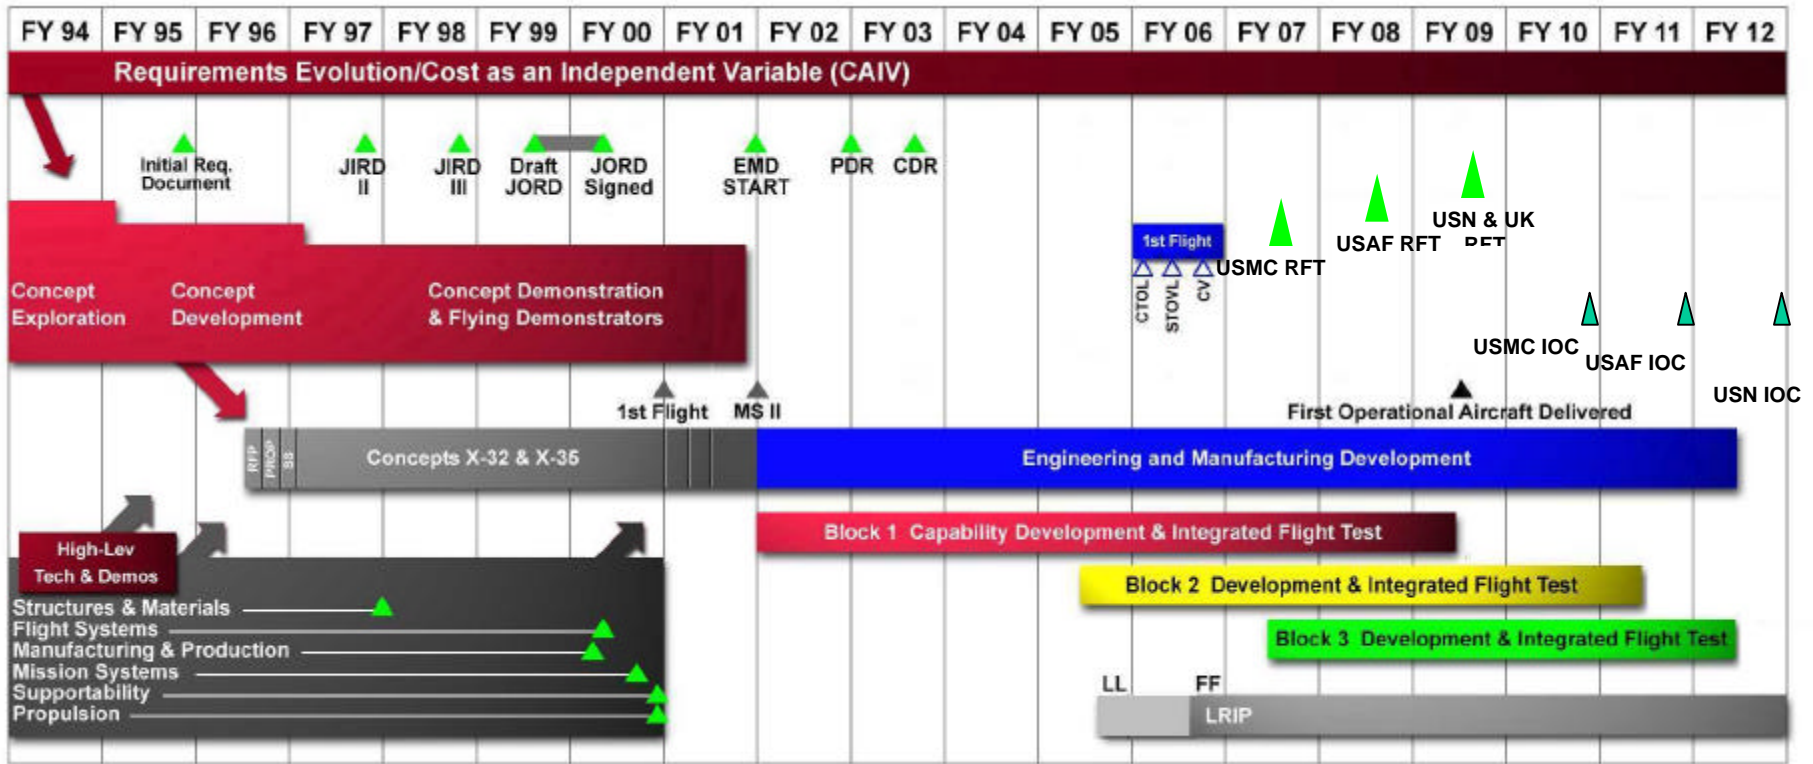 FY 94 FY 95 FY 96 FY 97 FY 98 FY 99 FY 00 FY 01 FY 02 FY 03 FY 04 FY 05 FY 06 FY 07 FY 08 FY 09 FY 10 FY 11 FY 12
Requirements Evolution/Cost as an Independent Variable (CAIV)
Initial Req.
Document
JIRD
II
JIRD
III
Draft
JORD
JORD
Signed
EMD
START
PDR
CDR
1st Flight
CTOL
STOVL
CV
USMC RFT
USAF RFT
USN & UK
RFT
Concept
Exploration
Concept
Development
Concept Demonstration
& Flying Demonstrators
USMC IOC
USAF IOC
USN IOC
1st Flight
MS II
First Operational Aircraft Delivered
RFP
PROP
SS
Concepts X-32 & X-35
Engineering and Manufacturing Development
Block 1 Capability Development & Integrated Flight Test
Block 2 Development & Integrated Flight Test
Block 3 Development & Integrated Flight Test
High-Lev
Tech & Demos
Structures & Materials
Flight Systems
Manufacturing & Production
Mission Systems
Supportability
Propulsion
LL
FF
LRIP